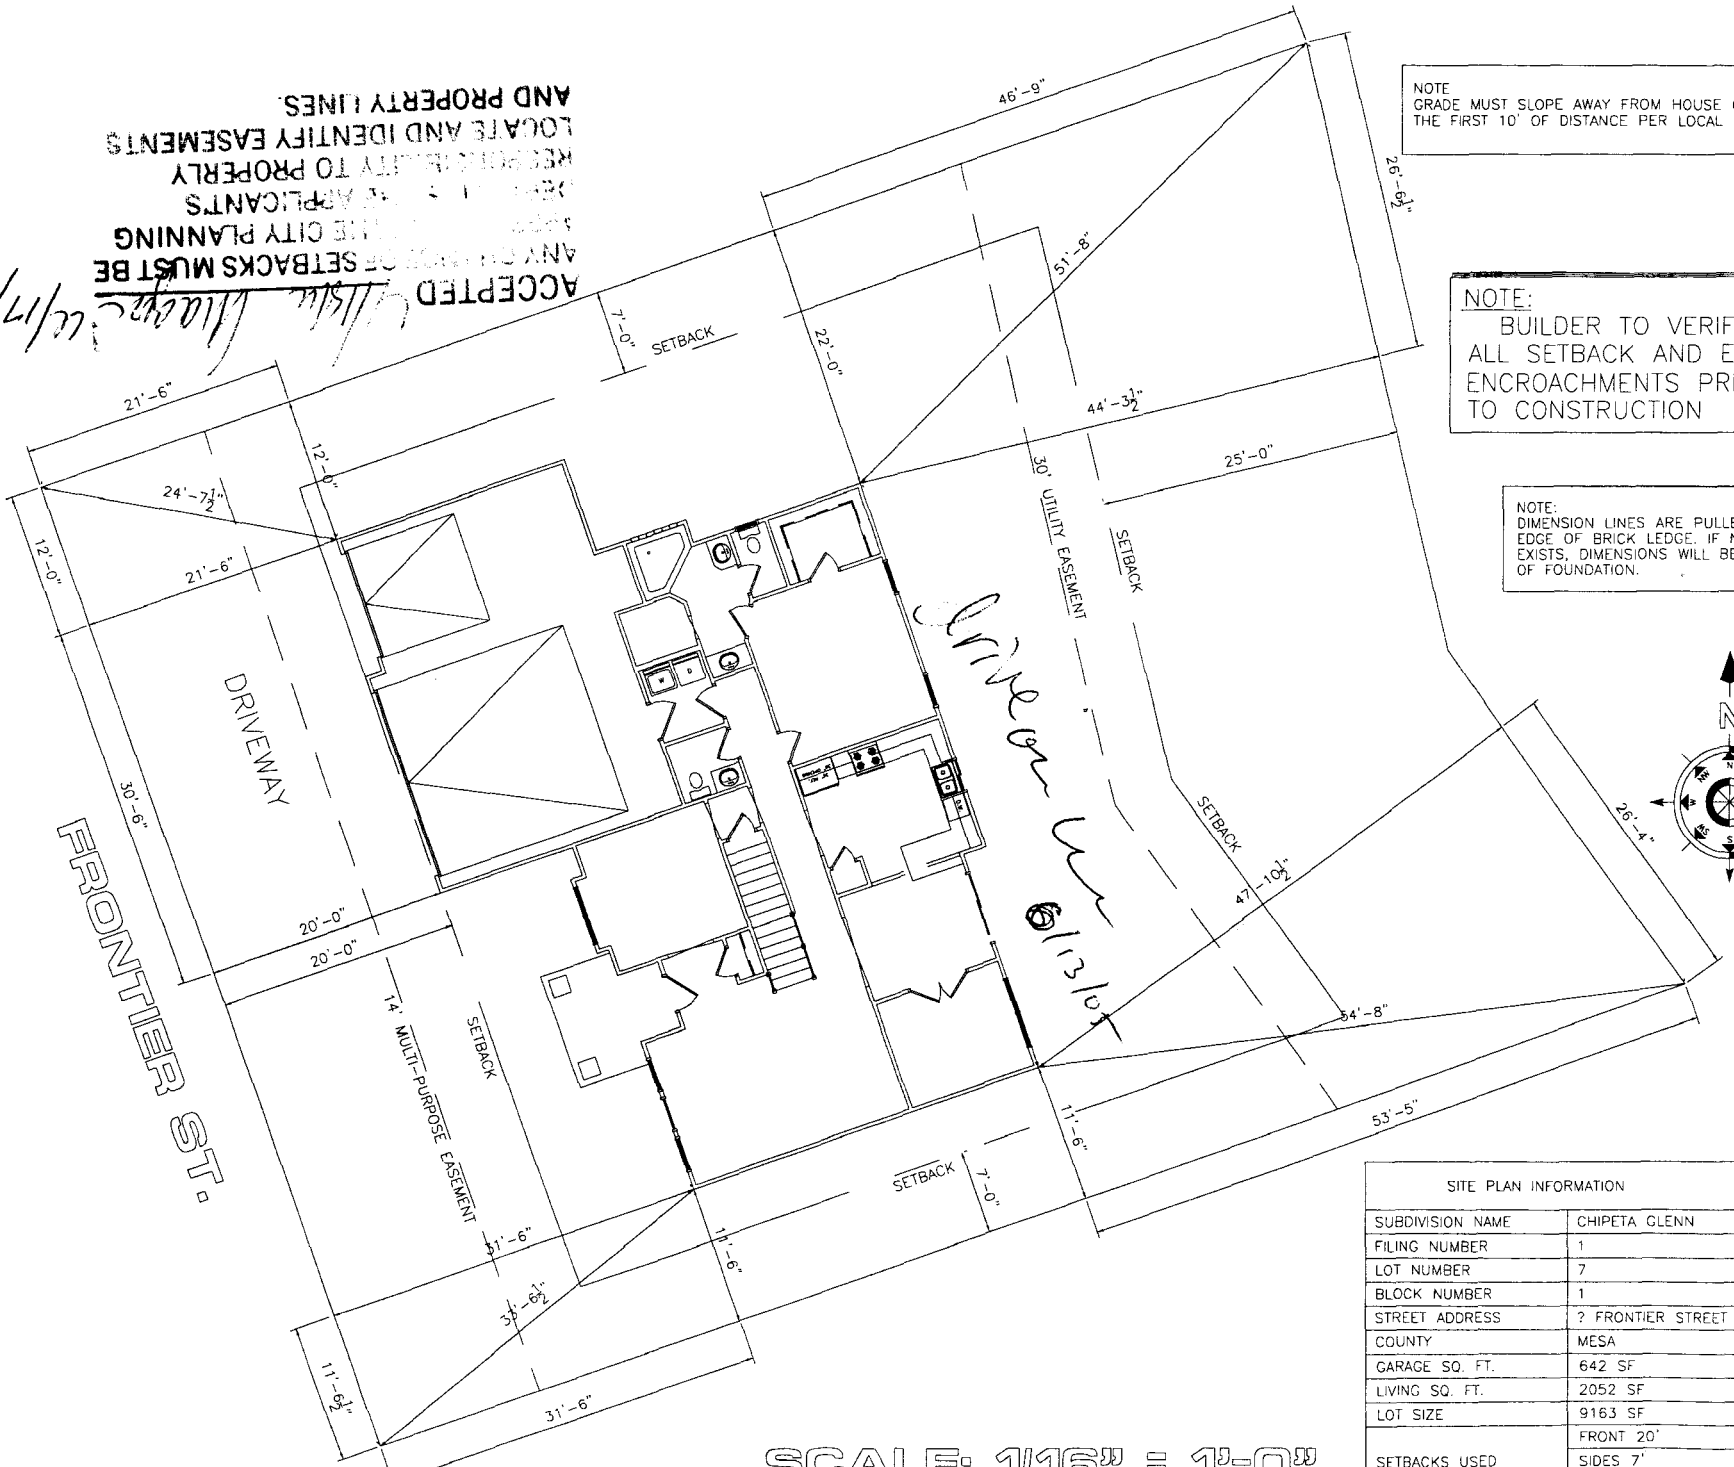 AND PROPERTY LINES.
LOCATE AND IDENTIFY EASEMENTS
RESPONSIBILITY TO PROPERLY
APPLICANT'S
THE CITY PLANNING
ANY CHANGE OF SETBACKS MUST BE
ACCEPTED
NOTE
GRADE MUST SLOPE AWAY FROM HOUSE
THE FIRST 10' OF DISTANCE PER LOCAL
NOTE:
BUILDER TO VERIF
ALL SETBACK AND E
ENCROACHMENTS PR
TO CONSTRUCTION
NOTE:
DIMENSION LINES ARE PULLE
EDGE OF BRICK LEDGE. IF N
EXISTS, DIMENSIONS WILL BE
OF FOUNDATION.
46'-9"
26'-6½"
51'-8"
7'-0"
SETBACK
22'-0"
21'-6"
12'-0"
24'-7½"
12'-0"
21'-6"
44'-3½"
25'-0"
30' UTILITY EASEMENT
SETBACK
DRIVEWAY
30'-6"
FRONTIER ST.
20'-0"
20'-0"
14' MULTI-PURPOSE EASEMENT
SETBACK
W
D
D.W.
6/13/05
SETBACK
47'-10½"
26'-4"
54'-8"
11'-6"
53'-5"
SETBACK
7'-0"
31'-6"
11'-6"
33'-6½"
11'-6½"
31'-6"
N
N
NW
W
SW
S
SCALE: 1/16" = 1'-0"
SITE PLAN INFORMATION
SUBDIVISION NAME CHIPETA GLENN
FILING NUMBER 1
LOT NUMBER 7
BLOCK NUMBER 1
STREET ADDRESS ? FRONTIER STREET
COUNTY MESA
GARAGE SQ. FT. 642 SF
LIVING SQ. FT. 2052 SF
LOT SIZE 9163 SF
SETBACKS USED FRONT 20'
SIDES 7'